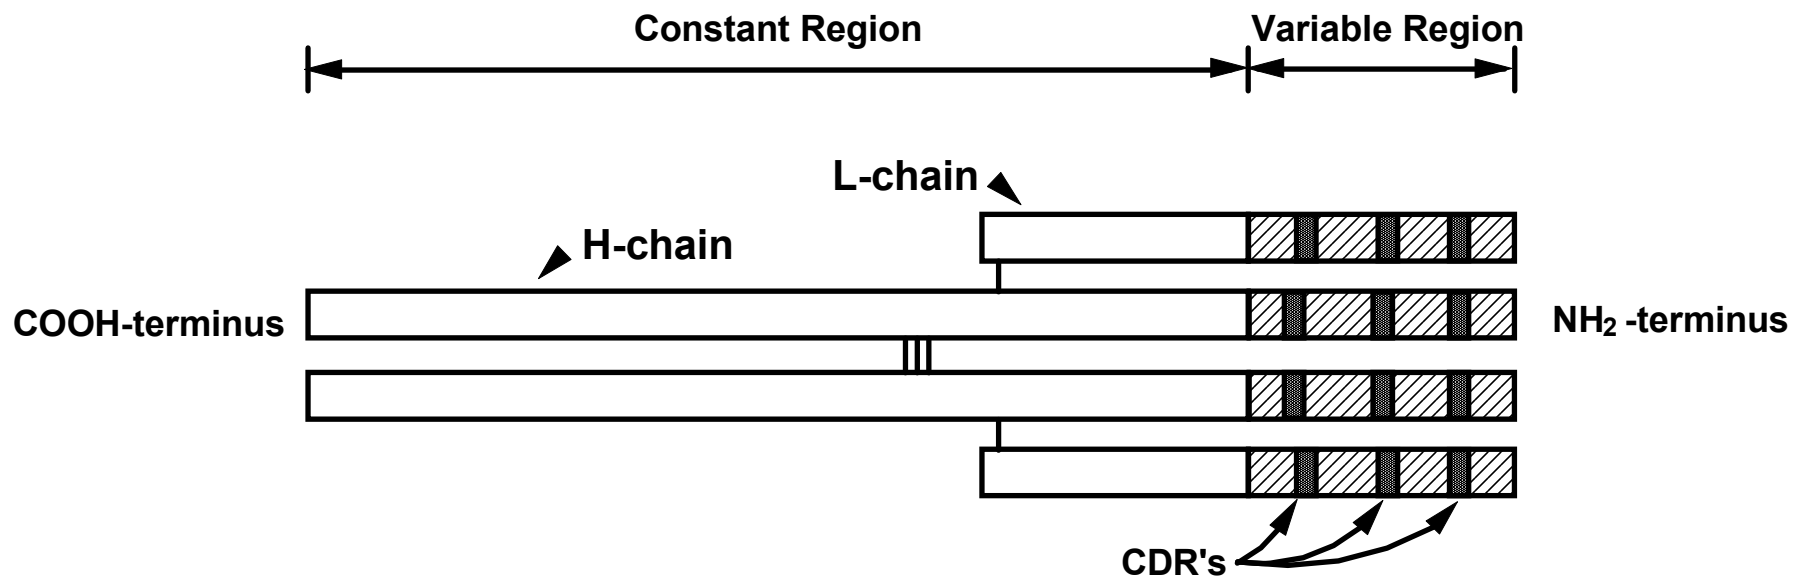 Constant Region
Variable Region
L-chain
H-chain
COOH-terminus
NH2 -terminus
CDR's